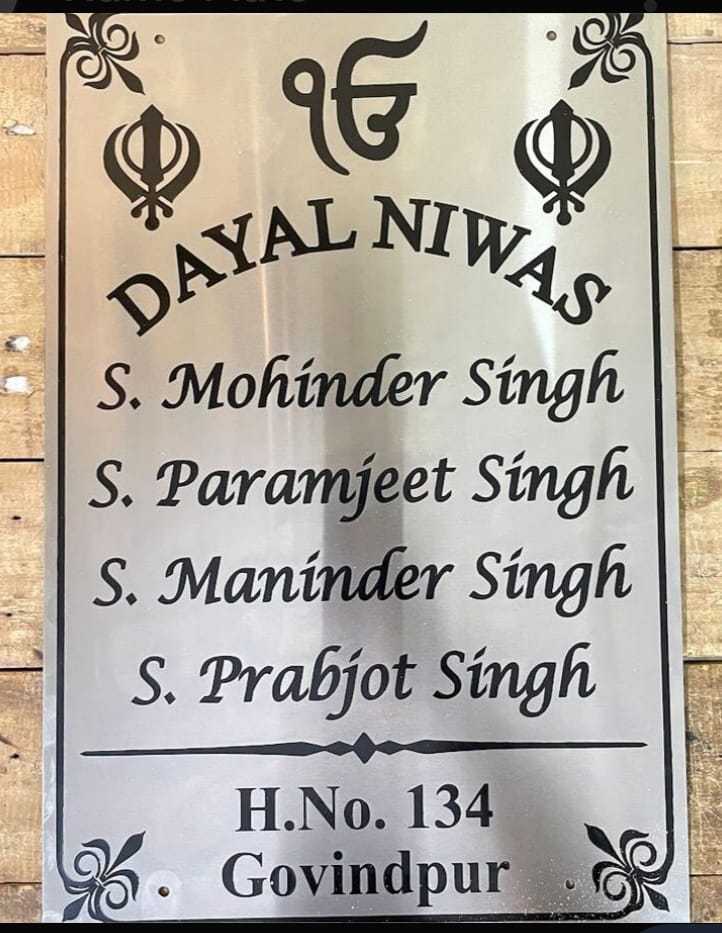 ੴ
DAYAL NIWAS
S. Mohinder Singh
S. Paramjeet Singh
S. Maninder Singh
S. Prabjot Singh
H.No. 134
Govindpur